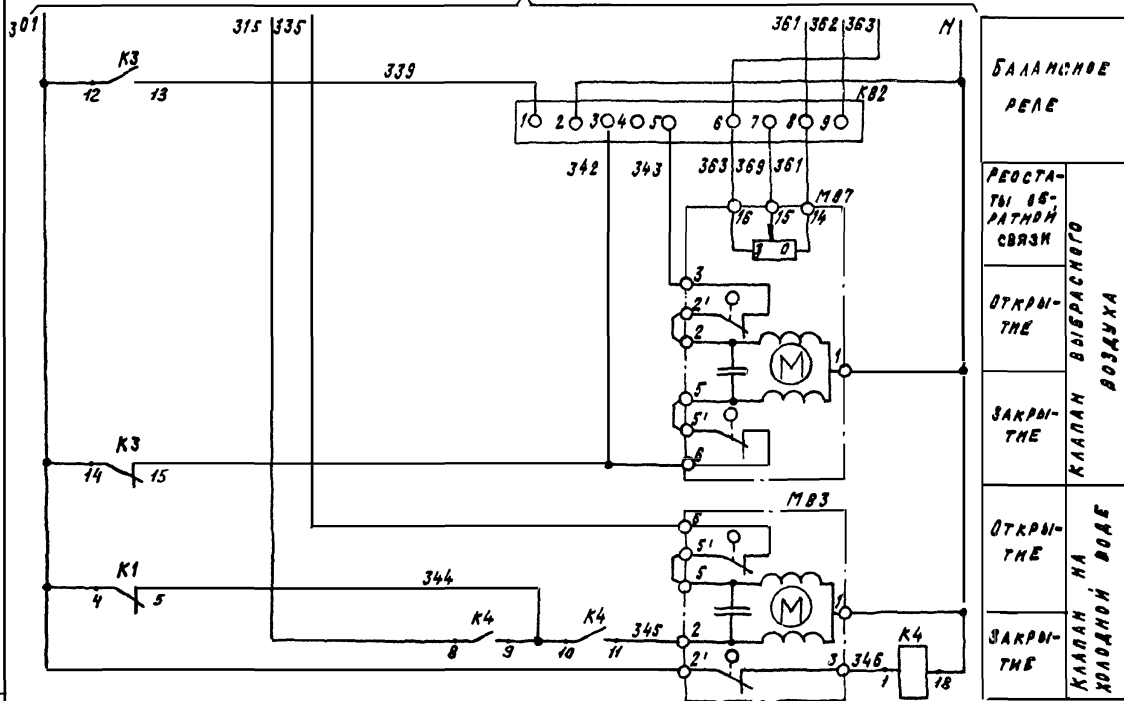 301
315
335
361
362
363
М
К3
12
13
339
КВ2
1
2
3
4
5
6
7
8
9
342
343
363
369
361
МВ7
16
15
14
З
О
3
2'
2
1
5
5'
6
К3
14
15
МВ3
6
5'
5
1
К1
4
5
344
К4
8
9
К4
10
11
345
2
2'
3
346
К4
1
18
БАЛАНСНОЕ
РЕЛЕ
РЕОСТА-
ТЫ ОБ-
РАТНОЙ
СВЯЗИ
ОТКРЫ-
ТИЕ
ЗАКРЫ-
ТИЕ
КЛАПАН ВЫБРАСНОГО
ВОЗДУХА
ОТКРЫ-
ТИЕ
ЗАКРЫ-
ТИЕ
КЛАПАН НА
ХОЛОДНОЙ ВОДЕ